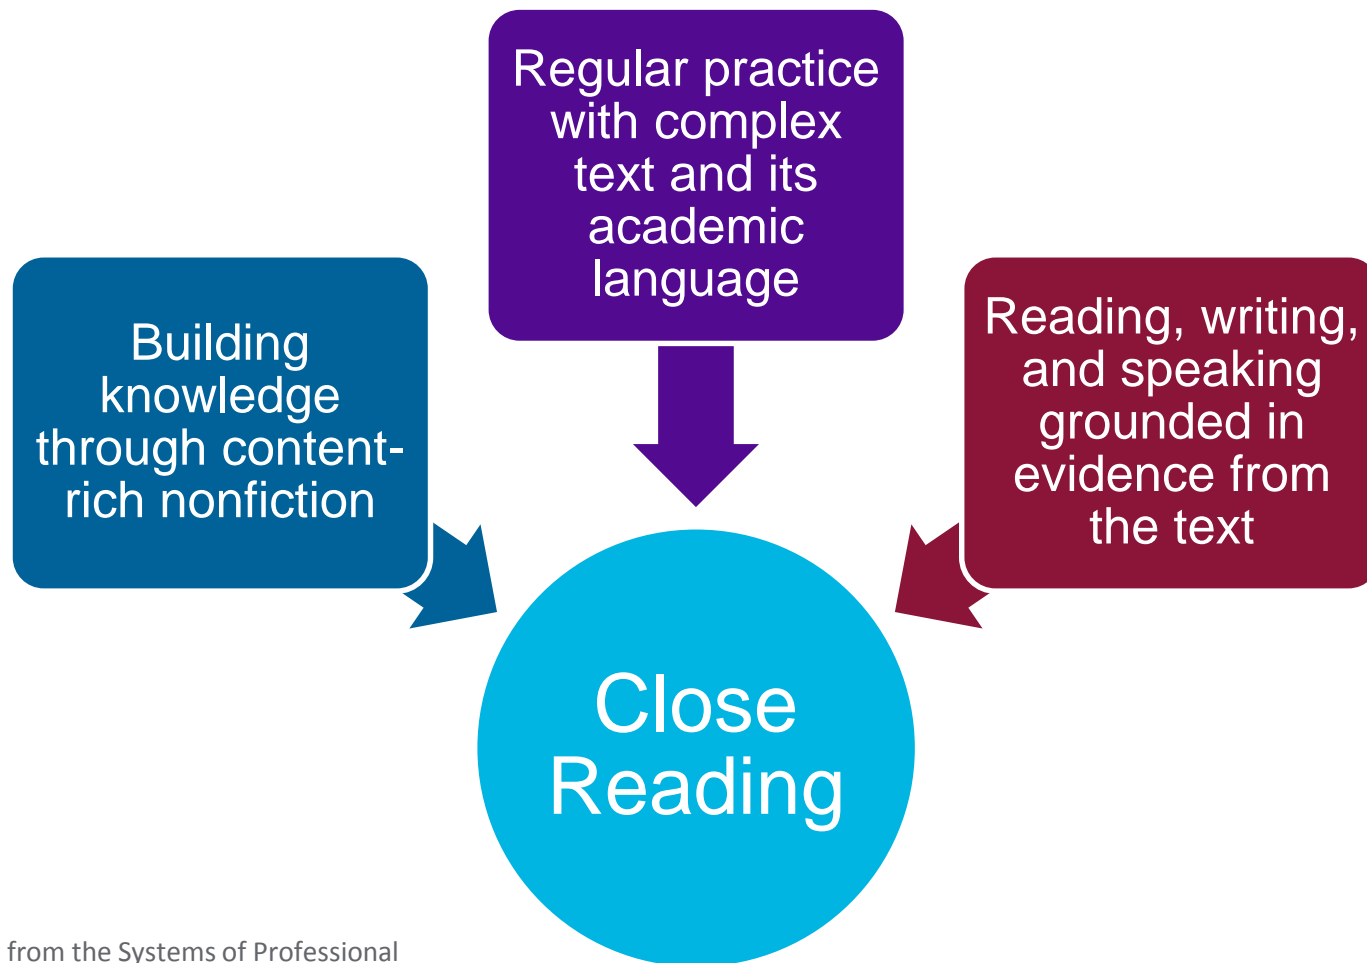 Regular practice
with complex
text and its
academic
language
Building
knowledge
through content-
rich nonfiction
Reading, writing,
and speaking
grounded in
evidence from
the text
Close
Reading
from the Systems of Professional